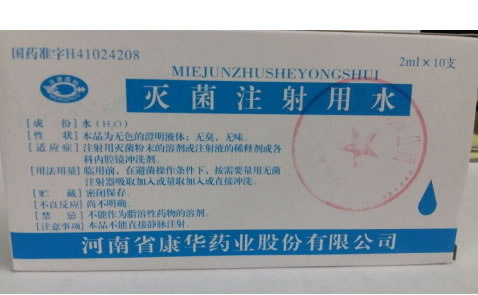 国药准字H41024208
2ml×10支
MIEJUNZHUSHEYONGSHUI
灭菌注射用水
[成 份] 水(H₂O)
[性 状] 本品为无色的澄明液体;无臭,无味.
[适应症] 注射用灭菌粉末的溶剂或注射液的稀释剂或各
科内腔镜冲洗剂.
[用法用量] 临用前,在避菌操作条件下,按需要量用无菌
注射器吸取加入或量取加入或直接冲洗.
[贮 藏] 密闭保存.
[不良反应] 尚不明确.
[禁 忌] 不能作为脂溶性药物的溶剂.
[注意事项] 本品不能直接静脉注射.
河南省康华药业股份有限公司